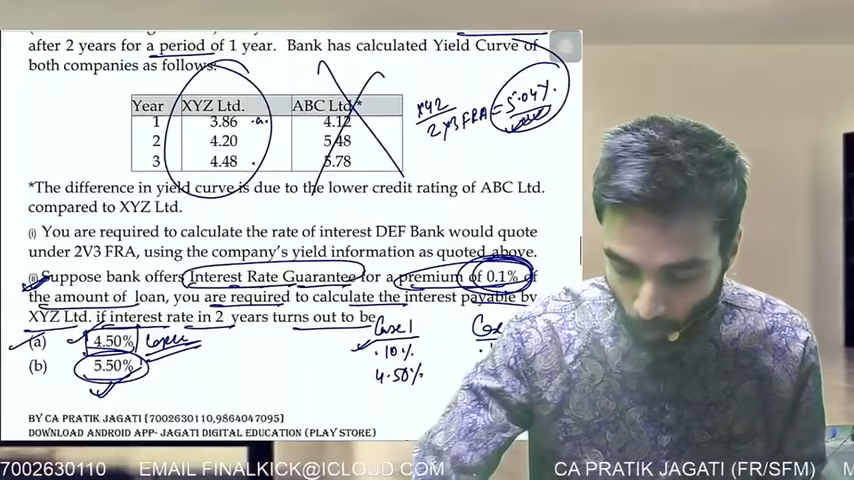 after 2 years for a period of 1 year. Bank has calculated Yield Curve of
both companies as follows:
Year XYZ Ltd. ABC Ltd.*
1 3.86 4.12
2 4.20 5.48
3 4.48 5.78
XYZ
2x3 FRA = 5.04%.
*The difference in yield curve is due to the lower credit rating of ABC Ltd.
compared to XYZ Ltd.
(i) You are required to calculate the rate of interest DEF Bank would quote
under 2V3 FRA, using the company's yield information as quoted above.
(ii) Suppose bank offers Interest Rate Guarantee for a premium of 0.1% of
the amount of loan, you are required to calculate the interest payable by
XYZ Ltd. if interest rate in 2 years turns out to be
(a) 4.50%
(b) 5.50%
Case 1
.10%
4.50%
BY CA PRATIK JAGATI [7002630110,9864047095]
DOWNLOAD ANDROID APP- JAGATI DIGITAL EDUCATION (PLAY STORE)
7002630110 EMAIL FINALKICK@ICLOUD.COM CA PRATIK JAGATI (FR/SFM) M